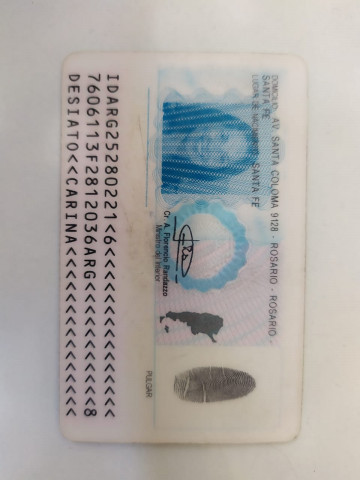 DOMICILIO: AV. SANTA COLOMA 9128 - ROSARIO - ROSARIO -
SANTA FE
LUGAR DE NACIMIENTO: SANTA FE
Cr. A. Florencio Randazzo
Ministro del Interior
PULGAR
IDARG25280221<6<<<<<<<<<<<<<<<
7606113F2812036ARG<<<<<<<<<<<8
DESIATO<<CARINA<<<<<<<<<<<<<<<